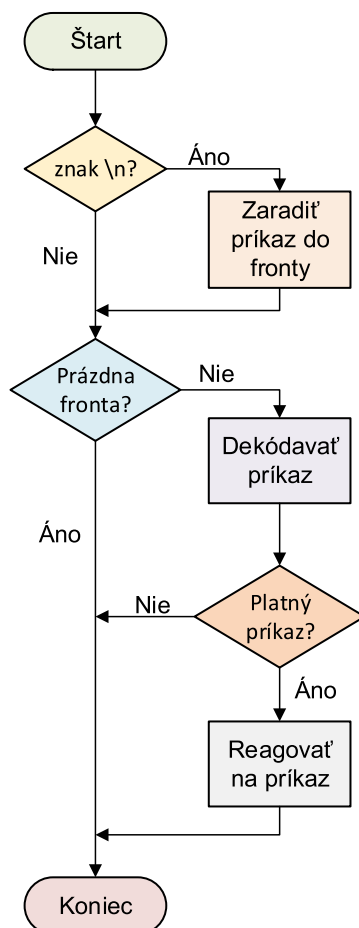 Štart
znak \n?
Áno
Zaradiť
príkaz do
fronty
Nie
Prázdna
fronta?
Nie
Dekódavať
príkaz
Áno
Platný
príkaz?
Nie
Áno
Reagovať
na príkaz
Koniec